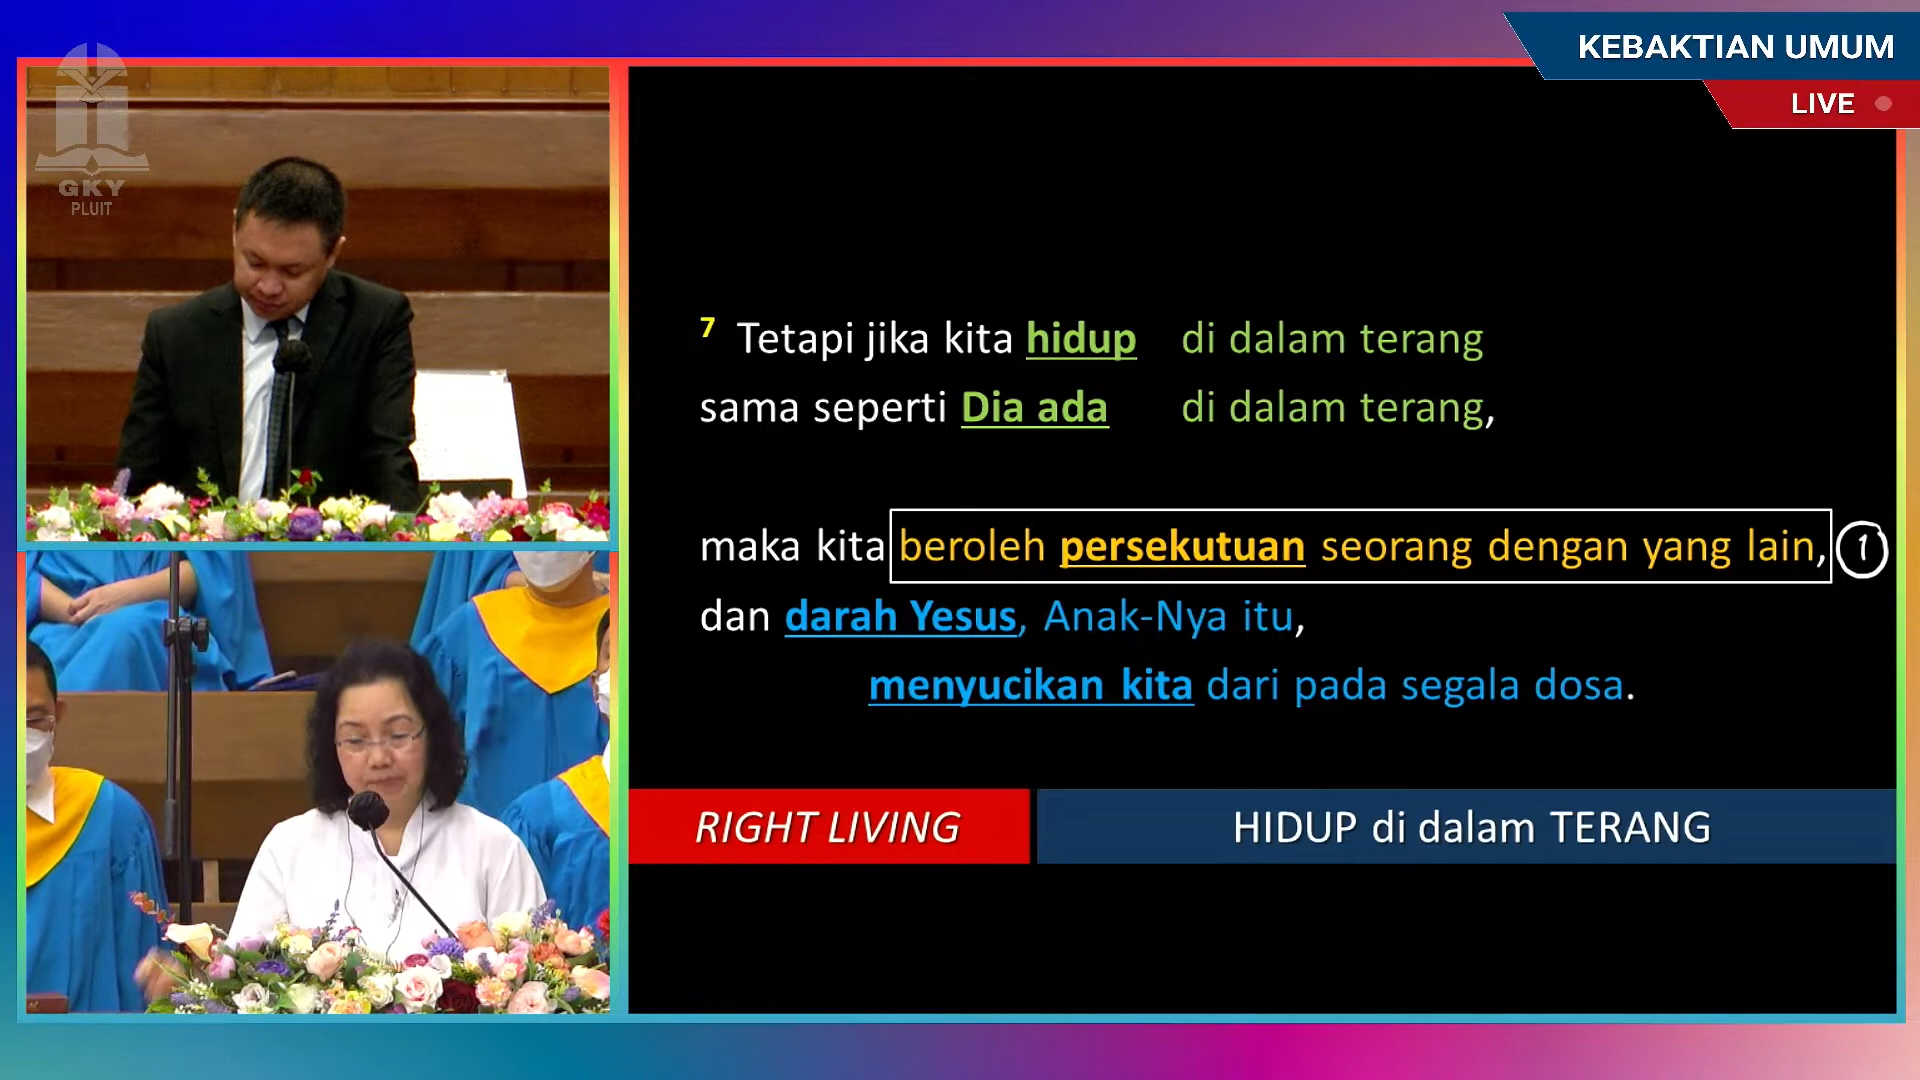 KEBAKTIAN UMUM
LIVE
GKY
PLUIT
7 Tetapi jika kita hidup di dalam terang
sama seperti Dia ada di dalam terang,
maka kita beroleh persekutuan seorang dengan yang lain, 1
dan darah Yesus, Anak-Nya itu,
menyucikan kita dari pada segala dosa.
RIGHT LIVING
HIDUP di dalam TERANG